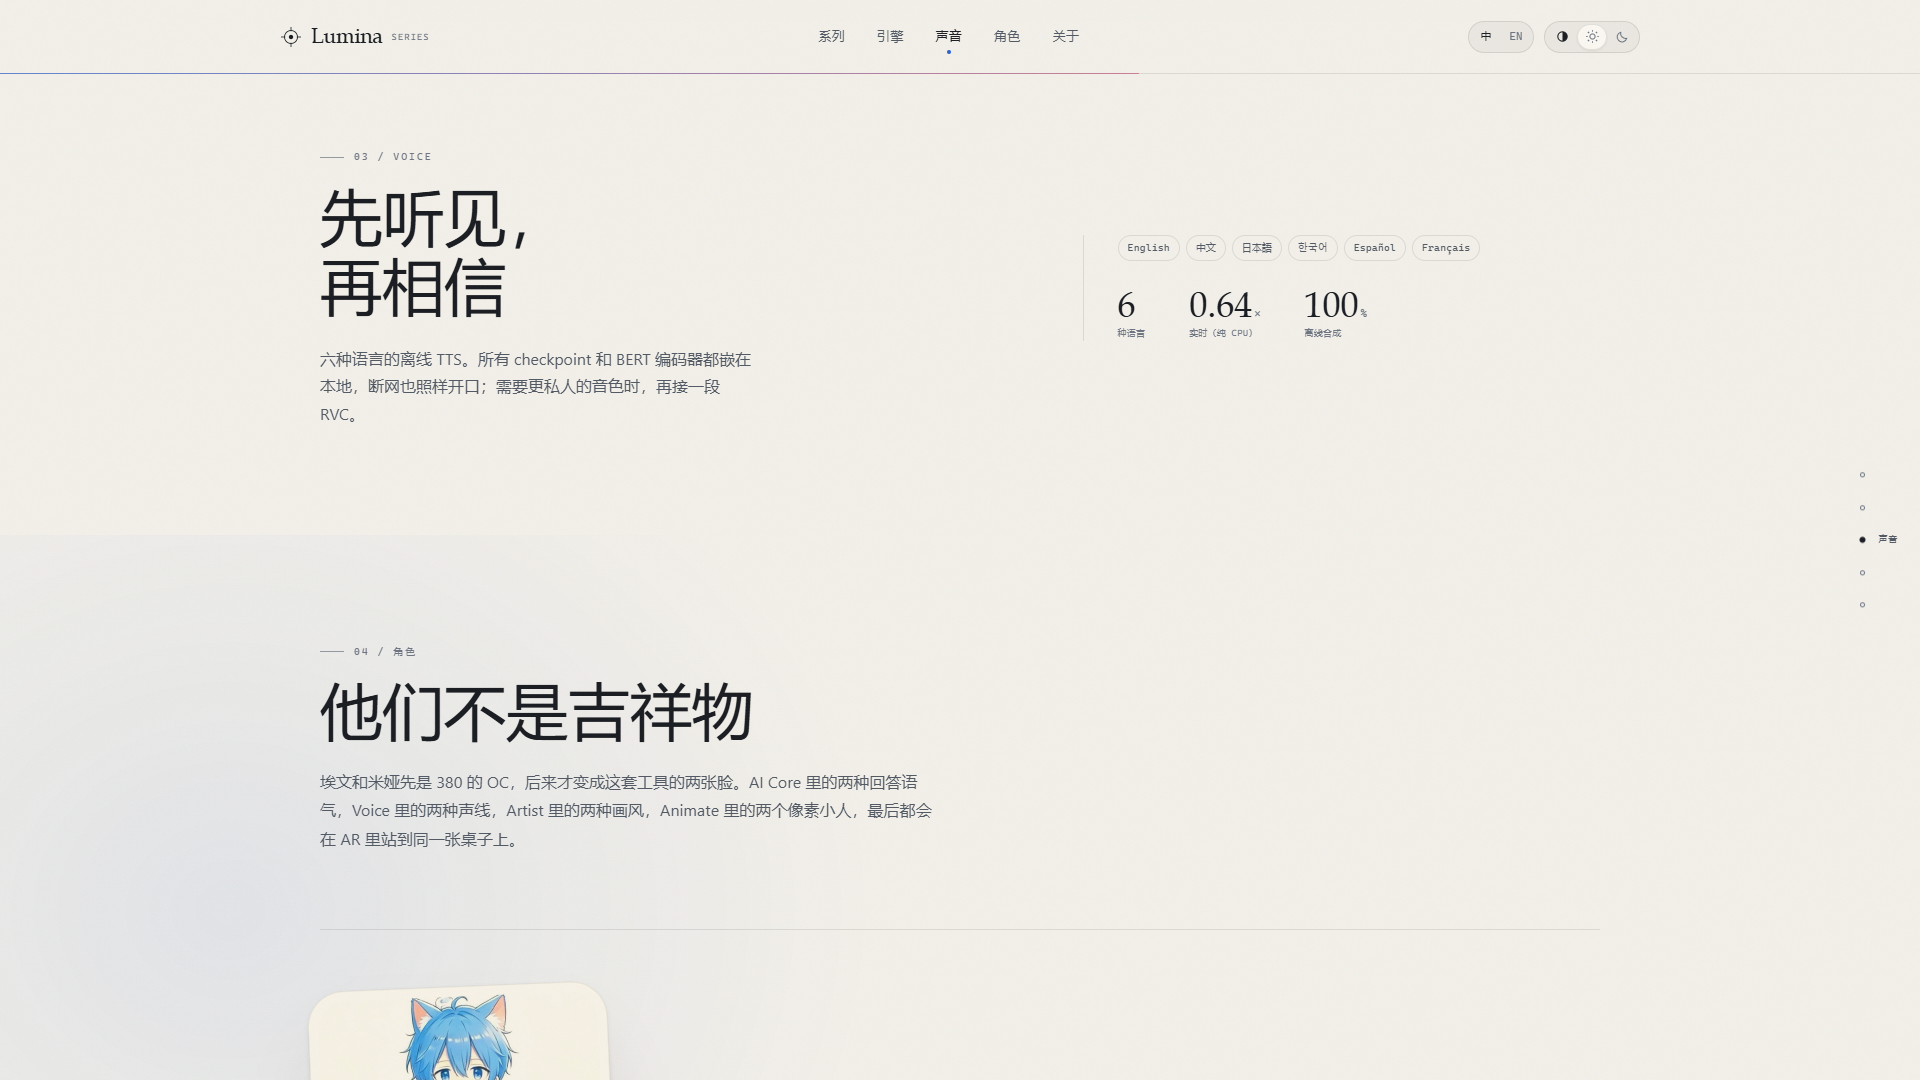 Lumina SERIES
系列
引擎
声音
角色
关于
中 EN
03 / VOICE
先听见，
再相信
六种语言的离线 TTS。所有 checkpoint 和 BERT 编码器都嵌在
本地，断网也照样开口；需要更私人的音色时，再接一段
RVC。
English 中文 日本語 한국어 Español Français
6
种语言
0.64×
实时（纯 CPU）
100%
离线合成
声音
04 / 角色
他们不是吉祥物
埃文和米娅先是 380 的 OC，后来才变成这套工具的两张脸。AI Core 里的两种回答语
气，Voice 里的两种声线，Artist 里的两种画风，Animate 里的两个像素小人，最后都会
在 AR 里站到同一张桌子上。